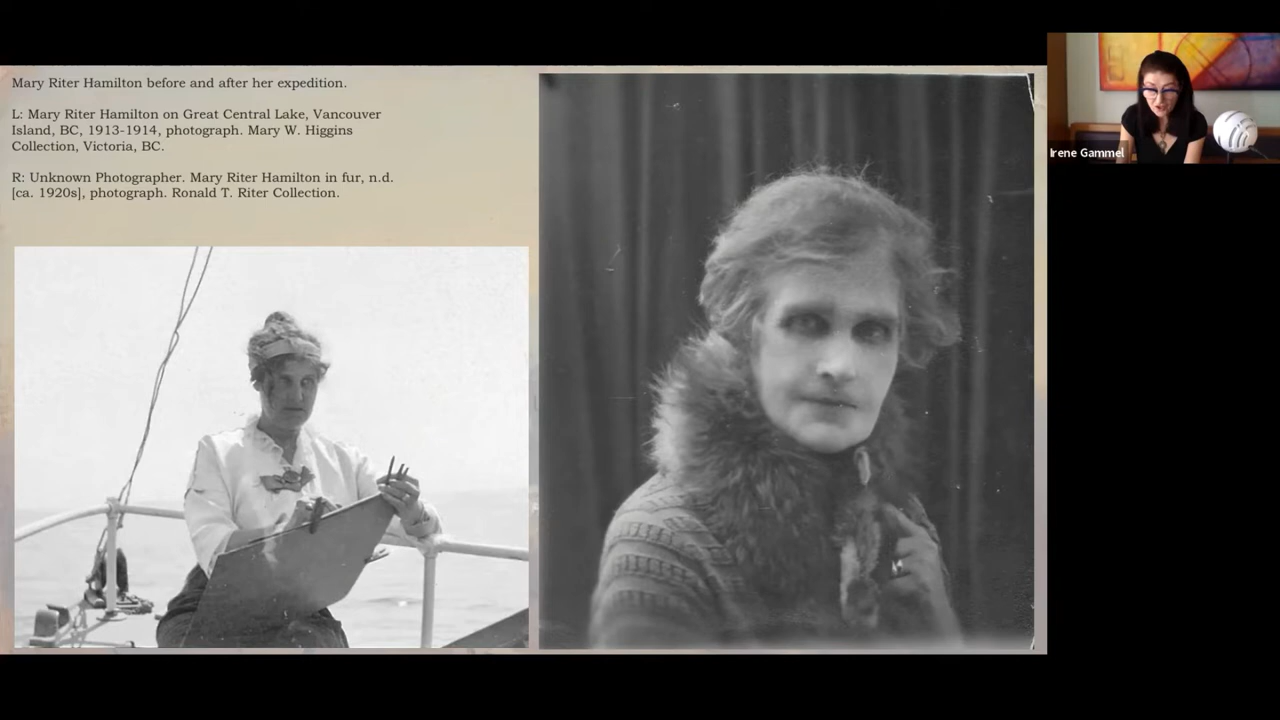 Mary Riter Hamilton before and after her expedition.
L: Mary Riter Hamilton on Great Central Lake, Vancouver
Island, BC, 1913-1914, photograph. Mary W. Higgins
Collection, Victoria, BC.
R: Unknown Photographer. Mary Riter Hamilton in fur, n.d.
[ca. 1920s], photograph. Ronald T. Riter Collection.
Irene Gammel